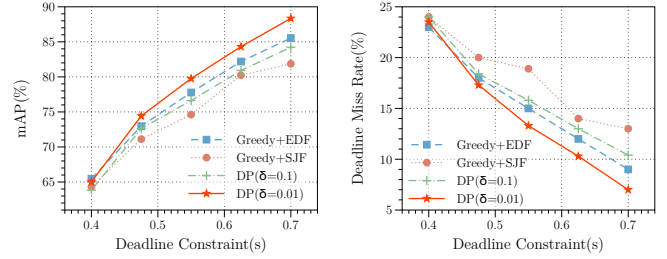 mAP(%)
90
85
80
75
70
65
0.4
0.5
0.6
0.7
Deadline Constraint(s)
Greedy+EDF
Greedy+SJF
DP(δ=0.1)
DP(δ=0.01)
Deadline Miss Rate(%)
25
20
15
10
5
0.4
0.5
0.6
0.7
Deadline Constraint(s)
Greedy+EDF
Greedy+SJF
DP(δ=0.1)
DP(δ=0.01)